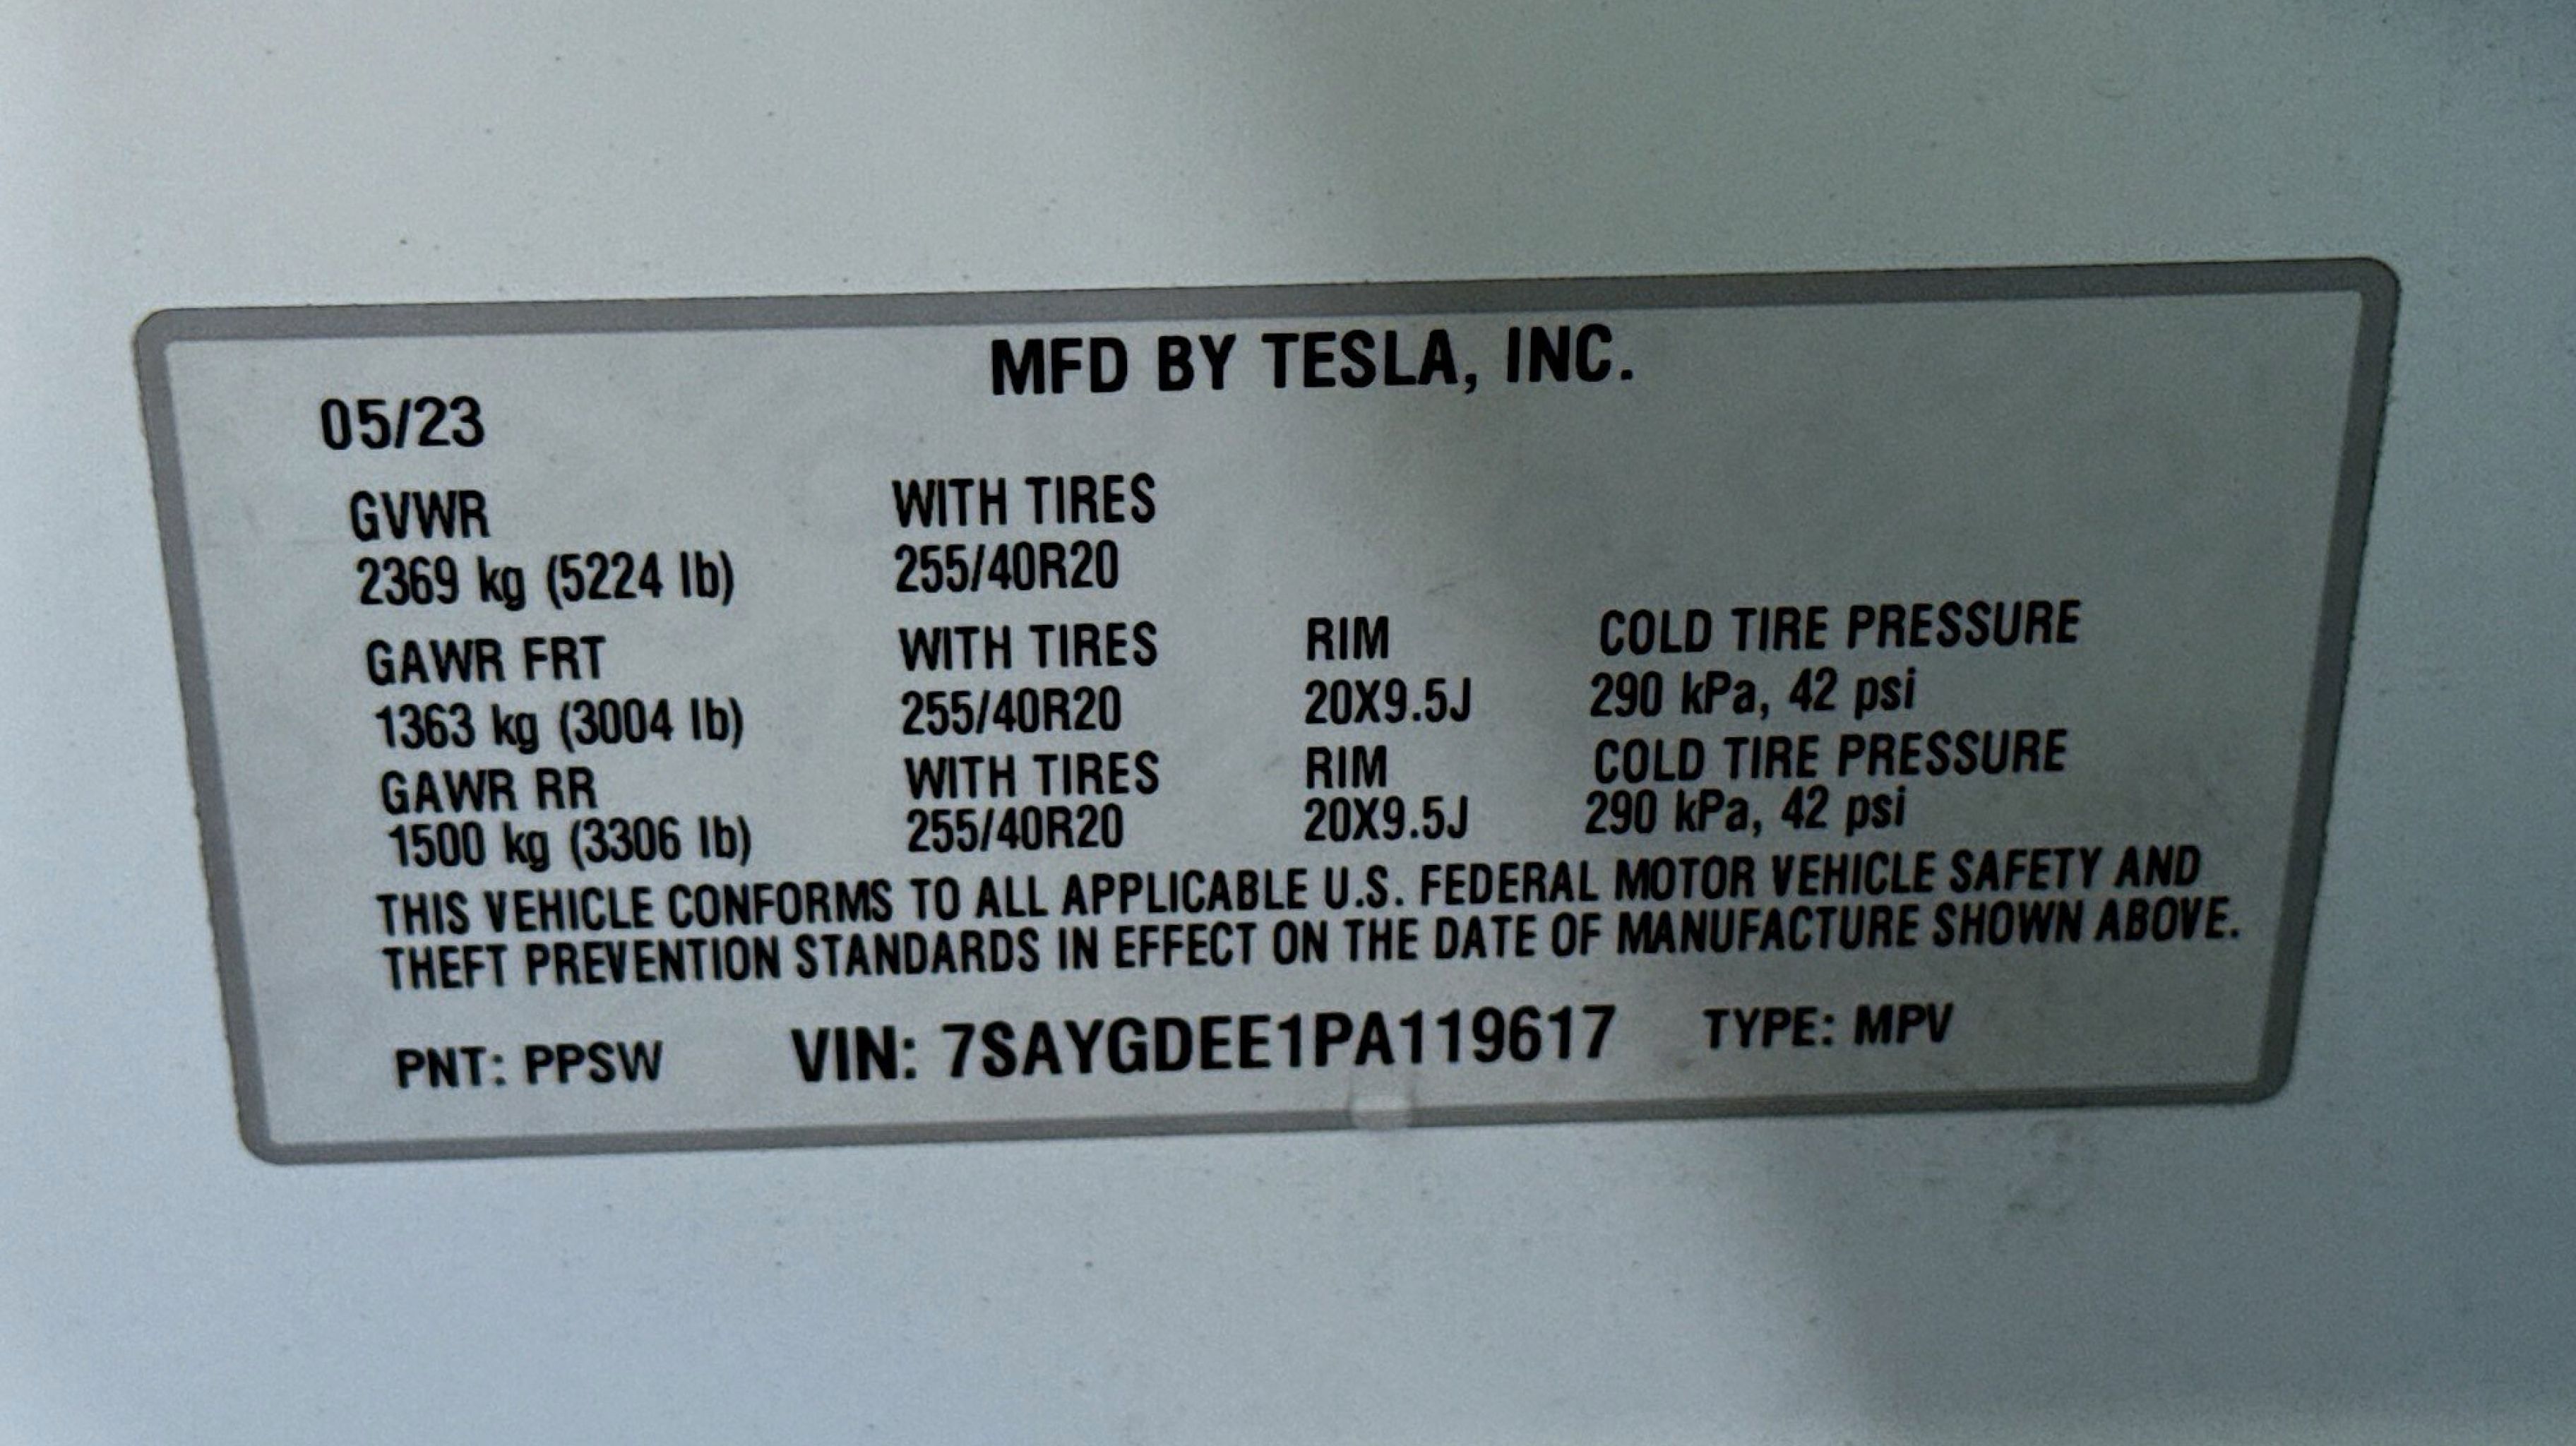 MFD BY TESLA, INC.
05/23
GVWR WITH TIRES
2369 kg (5224 lb) 255/40R20
GAWR FRT WITH TIRES RIM COLD TIRE PRESSURE
1363 kg (3004 lb) 255/40R20 20X9.5J 290 kPa, 42 psi
GAWR RR WITH TIRES RIM COLD TIRE PRESSURE
1500 kg (3306 lb) 255/40R20 20X9.5J 290 kPa, 42 psi
THIS VEHICLE CONFORMS TO ALL APPLICABLE U.S. FEDERAL MOTOR VEHICLE SAFETY AND
THEFT PREVENTION STANDARDS IN EFFECT ON THE DATE OF MANUFACTURE SHOWN ABOVE.
PNT: PPSW VIN: 7SAYGDEE1PA119617 TYPE: MPV